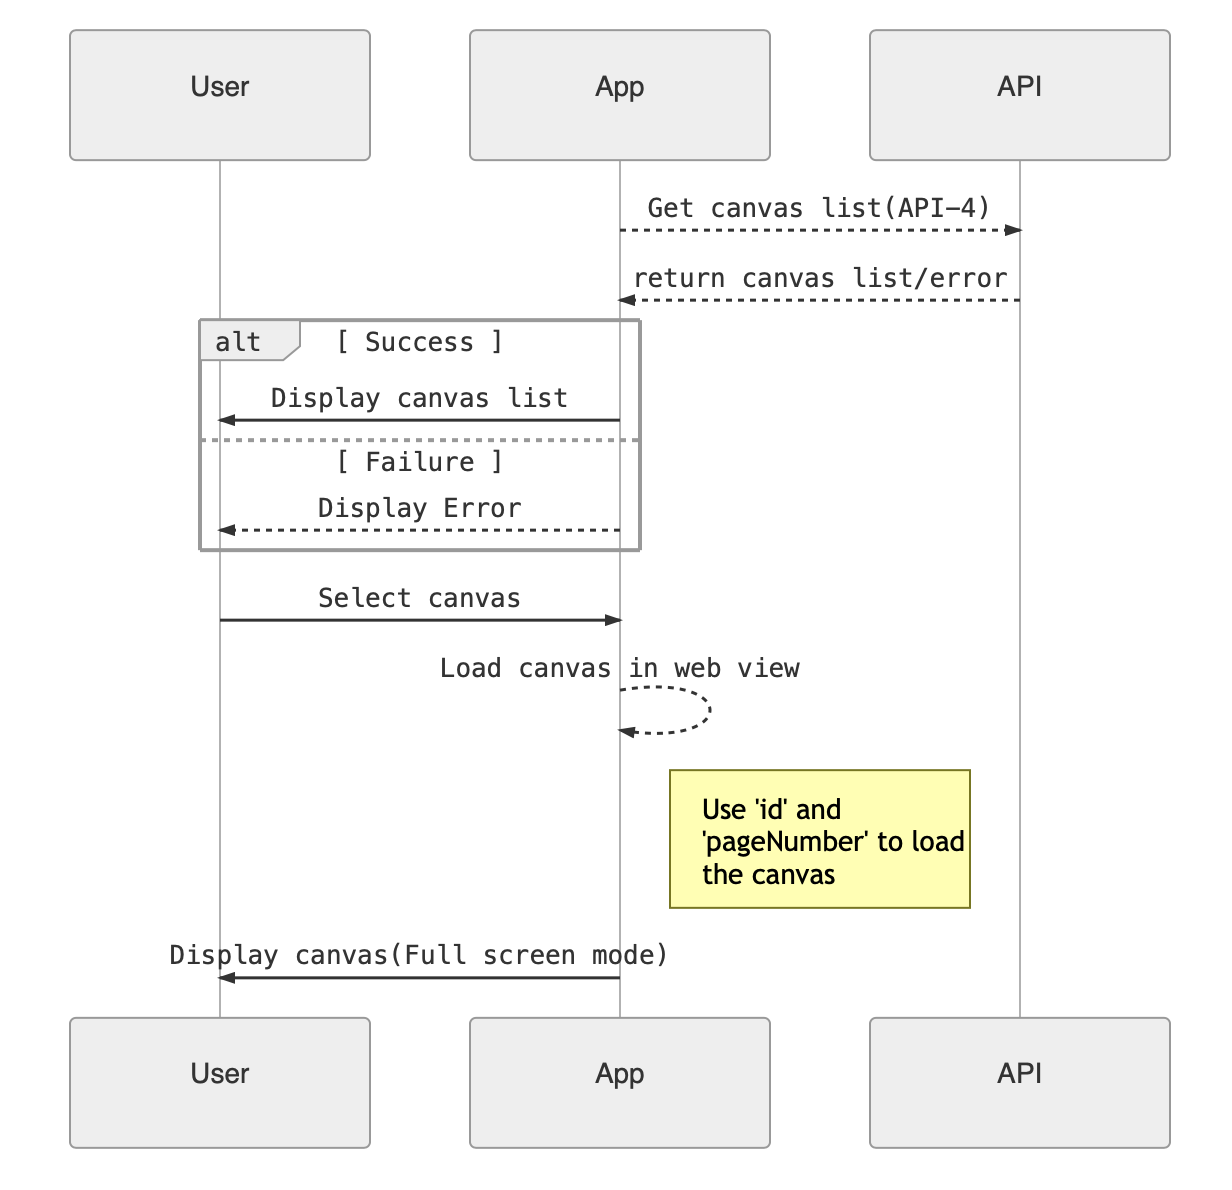 User
App
API
Get canvas list(API-4)
return canvas list/error
alt
[ Success ]
Display canvas list
[ Failure ]
Display Error
Select canvas
Load canvas in web view
Use 'id' and
'pageNumber' to load
the canvas
Display canvas(Full screen mode)
User
App
API